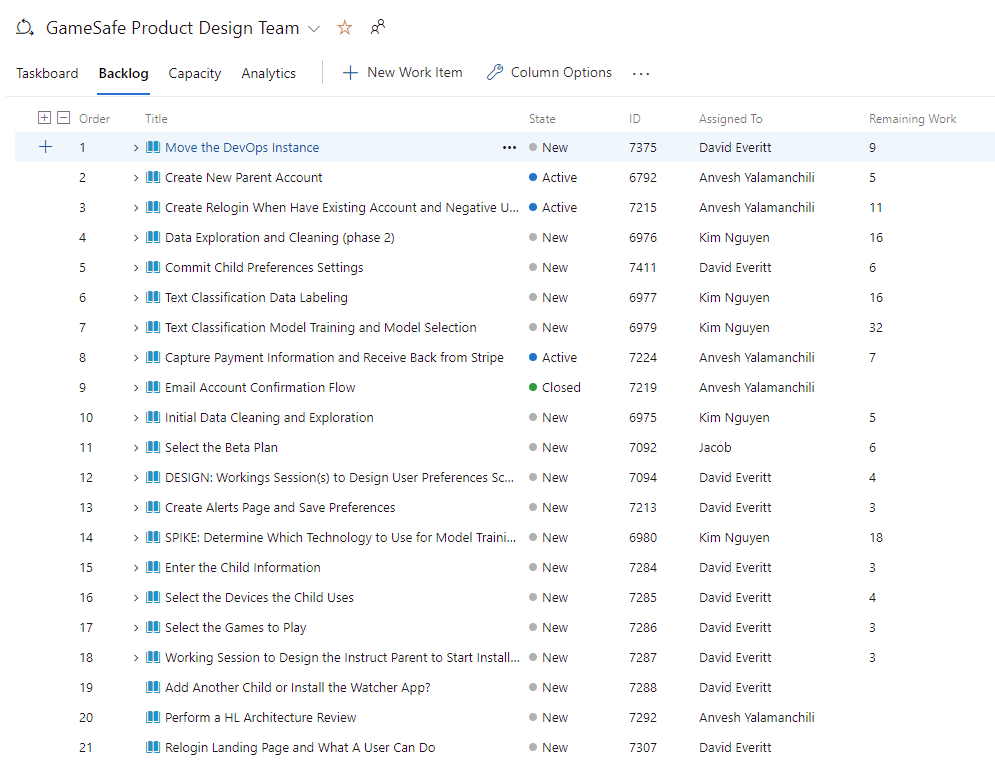 GameSafe Product Design Team
Taskboard Backlog Capacity Analytics New Work Item Column Options ...
Order Title State ID Assigned To Remaining Work
1 Move the DevOps Instance ... New 7375 David Everitt 9
2 Create New Parent Account Active 6792 Anvesh Yalamanchili 5
3 Create Relogin When Have Existing Account and Negative U... Active 7215 Anvesh Yalamanchili 11
4 Data Exploration and Cleaning (phase 2) New 6976 Kim Nguyen 16
5 Commit Child Preferences Settings New 7411 David Everitt 6
6 Text Classification Data Labeling New 6977 Kim Nguyen 16
7 Text Classification Model Training and Model Selection New 6979 Kim Nguyen 32
8 Capture Payment Information and Receive Back from Stripe Active 7224 Anvesh Yalamanchili 7
9 Email Account Confirmation Flow Closed 7219 Anvesh Yalamanchili
10 Initial Data Cleaning and Exploration New 6975 Kim Nguyen 5
11 Select the Beta Plan New 7092 Jacob 6
12 DESIGN: Workings Session(s) to Design User Preferences Sc... New 7094 David Everitt 4
13 Create Alerts Page and Save Preferences New 7213 David Everitt 3
14 SPIKE: Determine Which Technology to Use for Model Traini... New 6980 Kim Nguyen 18
15 Enter the Child Information New 7284 David Everitt 3
16 Select the Devices the Child Uses New 7285 David Everitt 4
17 Select the Games to Play New 7286 David Everitt 3
18 Working Session to Design the Instruct Parent to Start Install... New 7287 David Everitt 3
19 Add Another Child or Install the Watcher App? New 7288 David Everitt
20 Perform a HL Architecture Review New 7292 Anvesh Yalamanchili
21 Relogin Landing Page and What A User Can Do New 7307 David Everitt